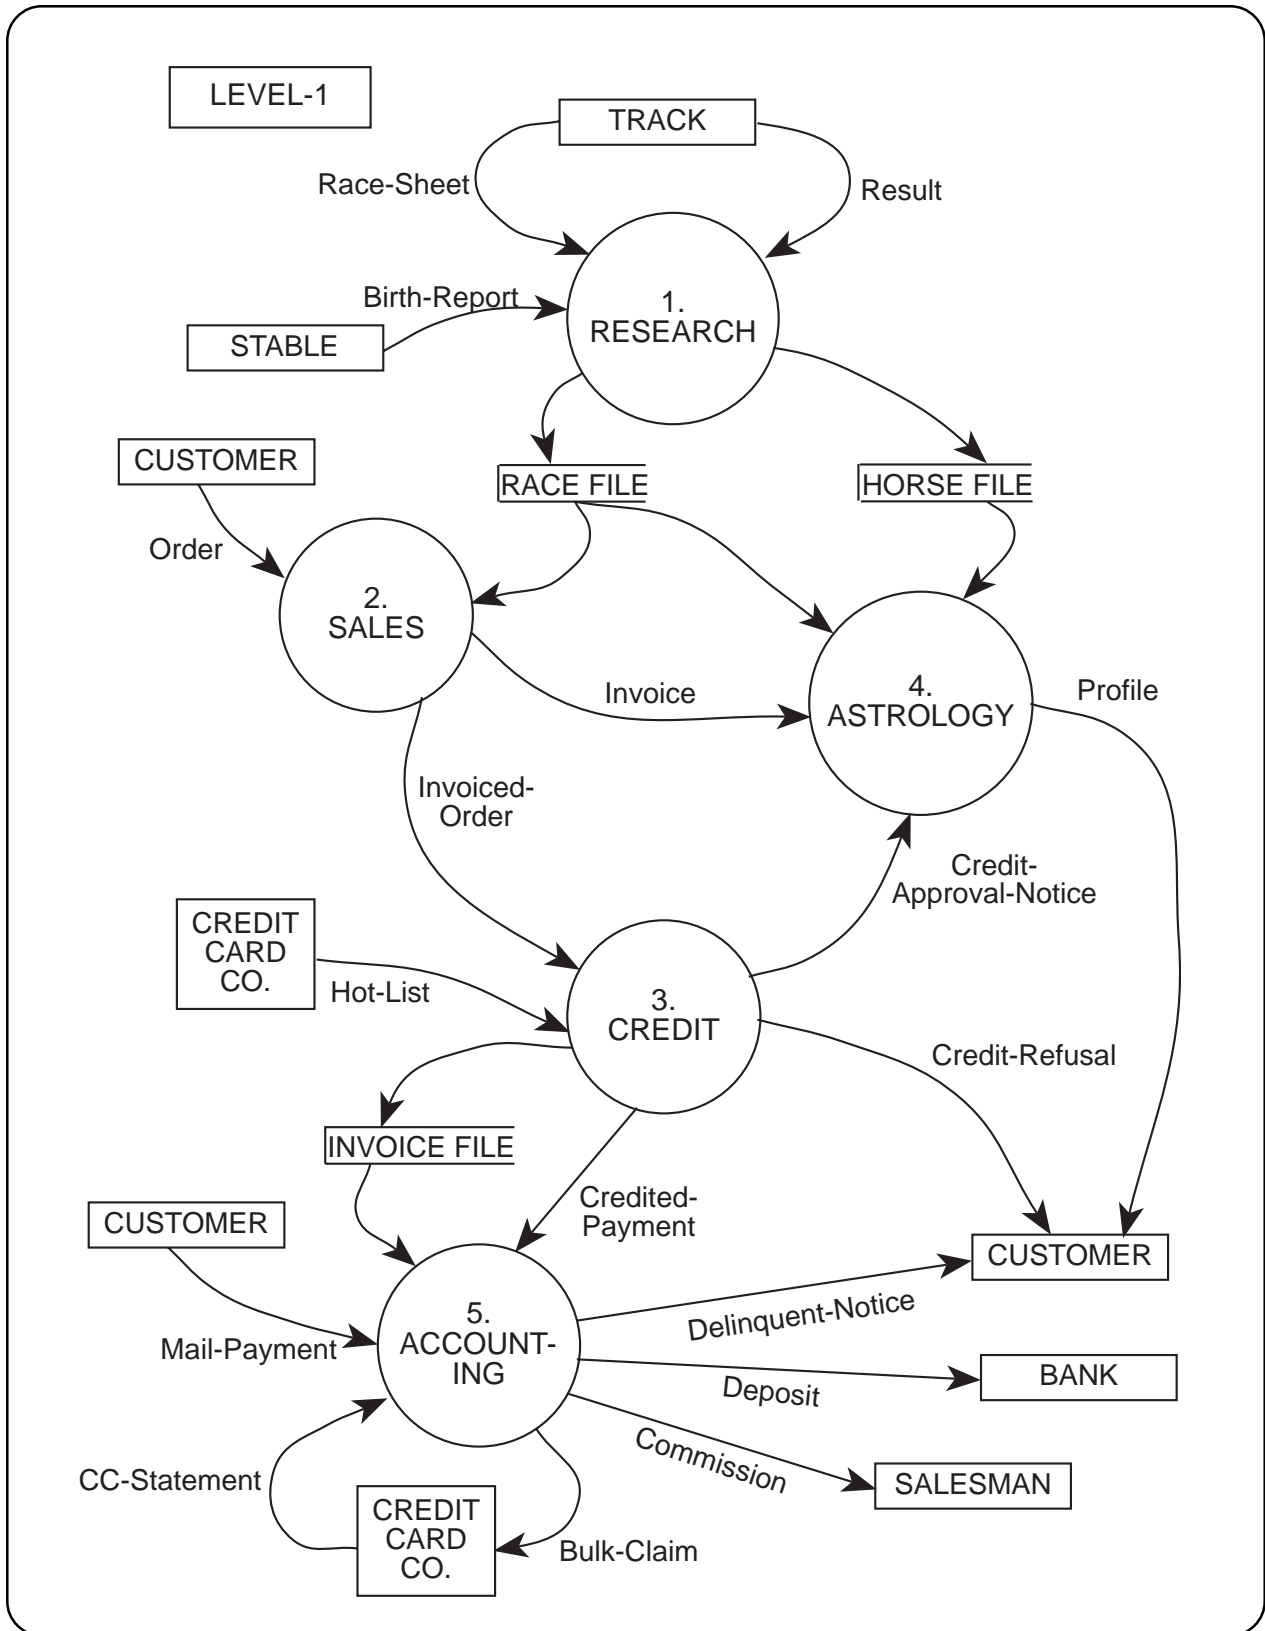 LEVEL-1
TRACK
Race-Sheet
Result
Birth-Report
1.
RESEARCH
STABLE
CUSTOMER
RACE FILE
HORSE FILE
Order
2.
SALES
Invoice
4.
ASTROLOGY
Profile
Invoiced-
Order
Credit-
Approval-Notice
CREDIT
CARD
CO.
Hot-List
3.
CREDIT
Credit-Refusal
INVOICE FILE
Credited-
Payment
CUSTOMER
CUSTOMER
5.
ACCOUNT-
ING
Delinquent-Notice
Mail-Payment
BANK
Deposit
Commission
CC-Statement
SALESMAN
CREDIT
CARD
CO.
Bulk-Claim